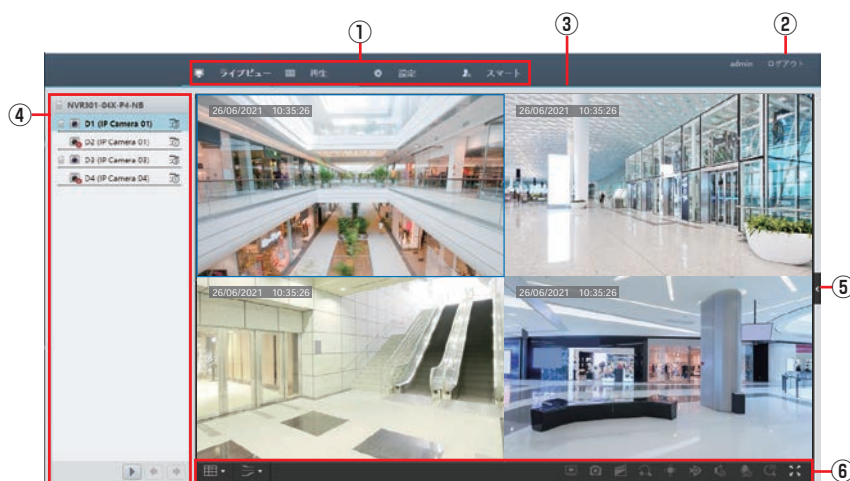 ①
②
③
ライブビュー 再生 設定 スマート
admin ログアウト
④
NVR301-04X-P4-NB
D1 (IP Camera 01)
D2 (IP Camera 01)
D3 (IP Camera 03)
D4 (IP Camera 04)
26/06/2021 10:35:26
26/06/2021 10:35:26
26/06/2021 10:35:26
26/06/2021 10:35:26
⑤
⑥